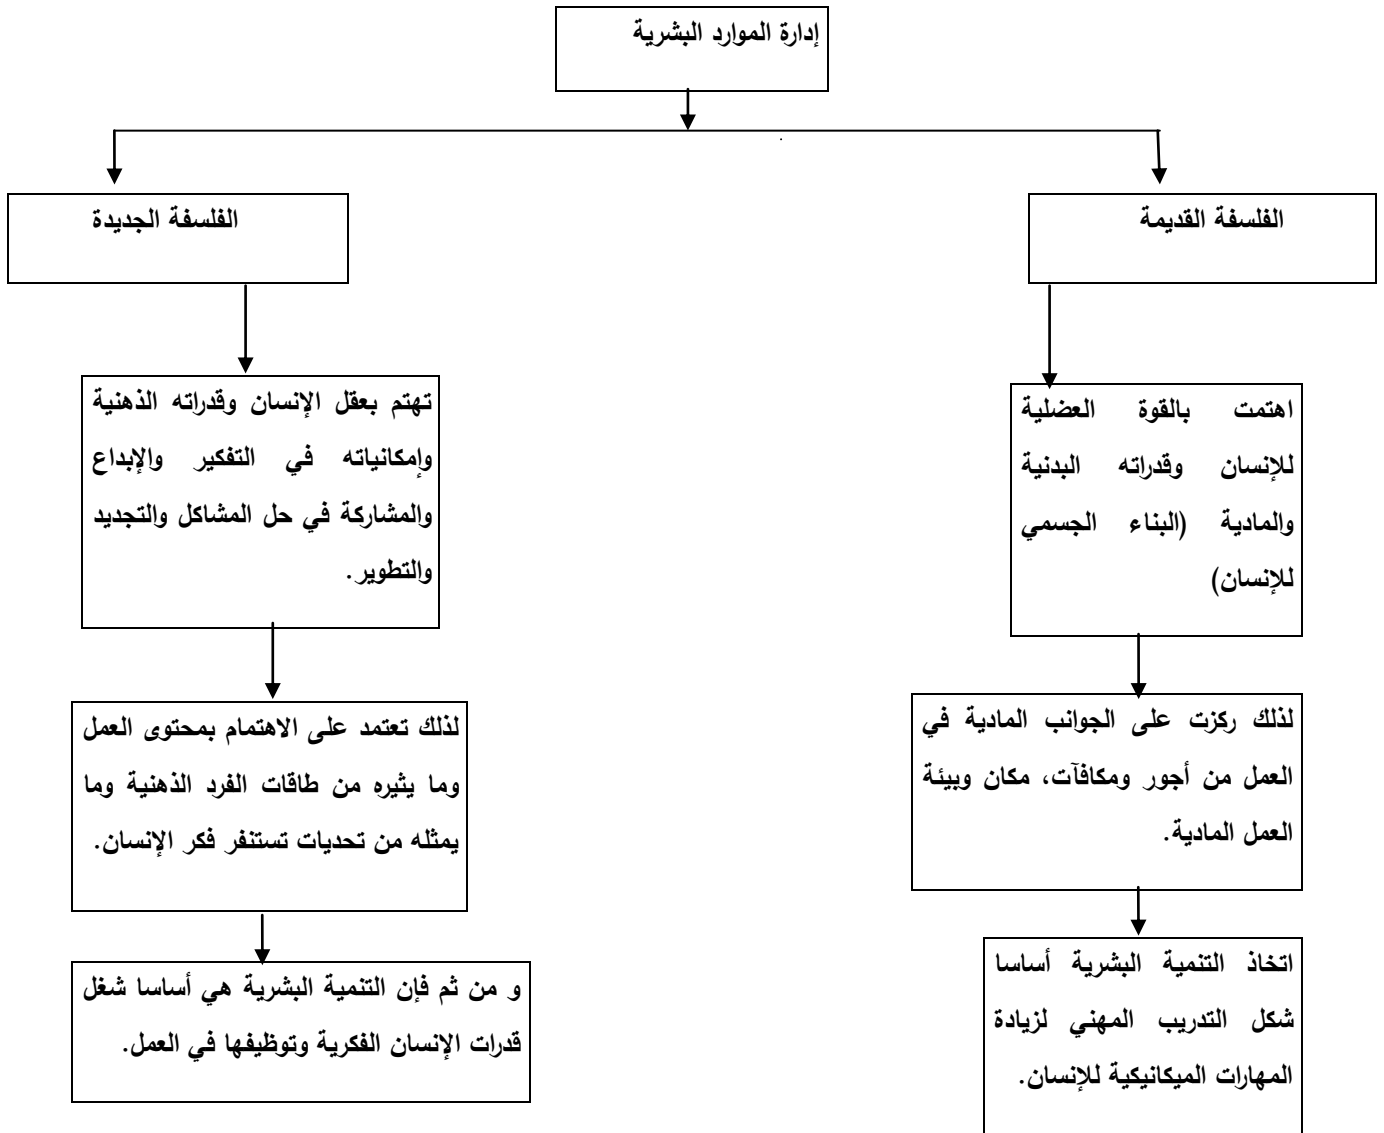 إدارة الموارد البشرية
الفلسفة القديمة
الفلسفة الجديدة
اهتمت بالقوة العضلية
للإنسان وقدراته البدنية
والمادية (البناء الجسمي
للإنسان)
لذلك ركزت على الجوانب المادية في
العمل من أجور ومكافآت، مكان وبيئة
العمل المادية.
اتخاذ التنمية البشرية أساسا
شكل التدريب المهني لزيادة
المهارات الميكانيكية للإنسان.
تهتم بعقل الإنسان وقدراته الذهنية
وإمكانياته في التفكير والإبداع
والمشاركة في حل المشاكل والتجديد
والتطوير.
لذلك تعتمد على الاهتمام بمحتوى العمل
وما يثيره من طاقات الفرد الذهنية وما
يمثله من تحديات تستنفر فكر الإنسان.
و من ثم فإن التنمية البشرية هي أساسا شغل
قدرات الإنسان الفكرية وتوظيفها في العمل.